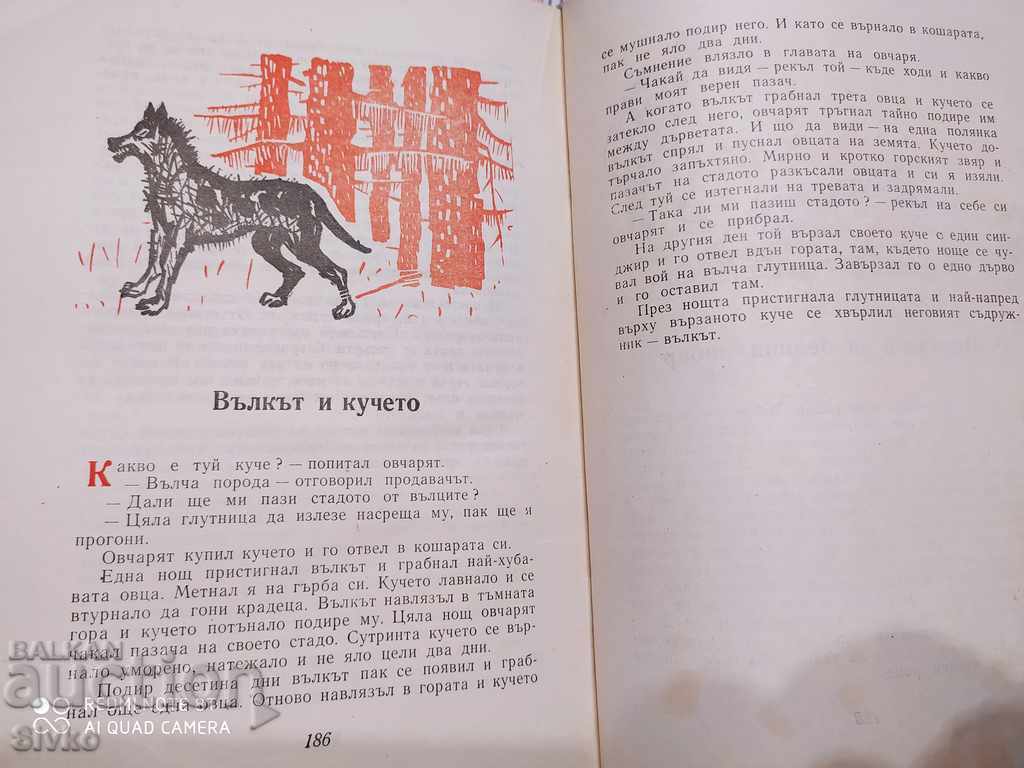 Вълкът и кучето
Какво е туй куче? — попитал овчарят.
— Вълча порода — отговорил продавачът.
— Дали ще ми пази стадото от вълците?
— Цяла глутница да излезе насреща му, пак ще я
прогони.
Овчарят купил кучето и го отвел в кошарата си.
Една нощ пристигнал вълкът и грабнал най-хуба-
вата овца. Метнал я на гърба си. Кучето лавнало и се
втурнало да гони крадеца. Вълкът навлязъл в тъмната
гора и кучето потънало подире му. Цяла нощ овчарят
чакал пазача на своето стадо. Сутринта кучето се вър-
нало уморено, натежало и не яло цели два дни.
Подир десетина дни вълкът пак се появил и граб-
нал още една овца. Отново навлязъл в гората и кучето
186
се мушнало подир него. И като се върнало в кошарата,
пак не яло два дни.
Съмнение влязло в главата на овчаря.
— Чакай да видя — рекъл той — къде ходи и какво
прави моят верен пазач.
А когато вълкът грабнал трета овца и кучето се
затекло след него, овчарят тръгнал тайно подире им
между дърветата. И що да види — на една полянка
вълкът спрял и пуснал овцата на земята. Кучето до-
търчало запъхтяно. Мирно и кротко горският звяр и
пазачът на стадото разкъсали овцата и си я изяли.
След туй се изтегнали на тревата и задрямали.
— Така ли ми пазиш стадото? — рекъл на себе си
овчарят и се прибрал.
На другия ден той вързал своето куче с един син-
джир и го отвел вдън гората, там, където нощe се чу-
вал вой на вълча глутница. Завързал го о едно дърво
и го оставил там.
През нощта пристигнала глутницата и най-напред
върху вързаното куче се хвърлил неговият съдруж-
ник — вълкът.
BALKAN
auction
REDMI NOTE
AI QUAD CAMERA
sivko